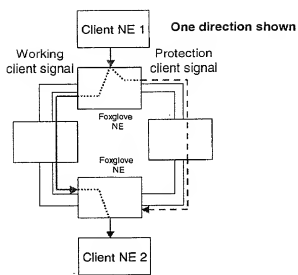 Client NE 1
One direction shown
Working
client signal
Protection
client signal
Foxglove
NE
Foxglove
NE
Client NE 2